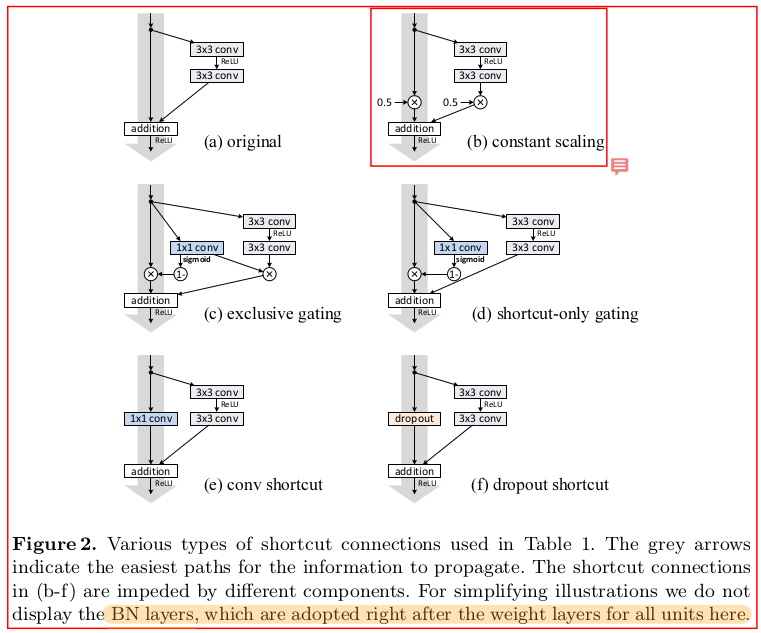 3x3 conv
ReLU
3x3 conv
addition
ReLU
(a) original
3x3 conv
ReLU
3x3 conv
0.5
0.5
addition
ReLU
(b) constant scaling
3x3 conv
ReLU
1x1 conv
3x3 conv
sigmoid
1-
addition
ReLU
(c) exclusive gating
3x3 conv
ReLU
1x1 conv
3x3 conv
sigmoid
1-
addition
ReLU
(d) shortcut-only gating
3x3 conv
ReLU
1x1 conv
3x3 conv
addition
ReLU
(e) conv shortcut
3x3 conv
ReLU
dropout
3x3 conv
addition
ReLU
(f) dropout shortcut
Figure 2. Various types of shortcut connections used in Table 1. The grey arrows
indicate the easiest paths for the information to propagate. The shortcut connections
in (b-f) are impeded by different components. For simplifying illustrations we do not
display the BN layers, which are adopted right after the weight layers for all units here.